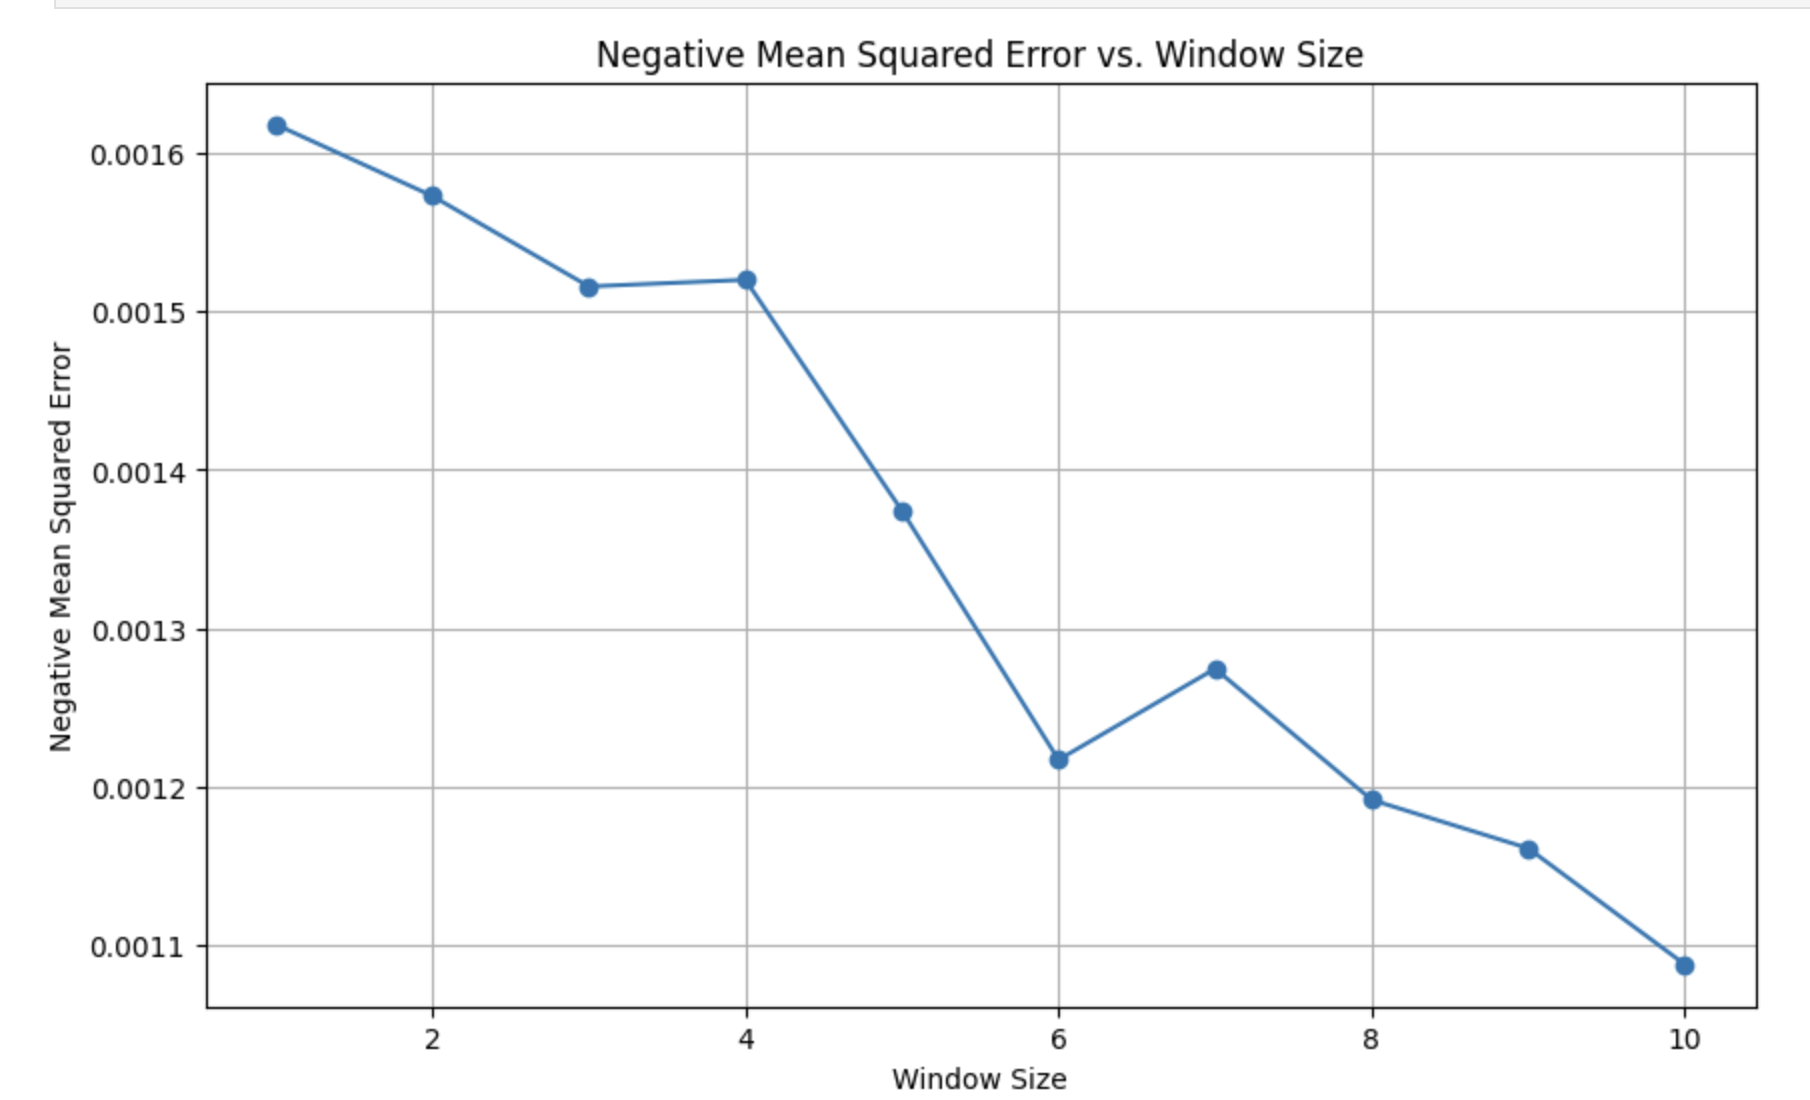 Negative Mean Squared Error vs. Window Size
Negative Mean Squared Error
0.0016
0.0015
0.0014
0.0013
0.0012
0.0011
2 4 6 8 10
Window Size